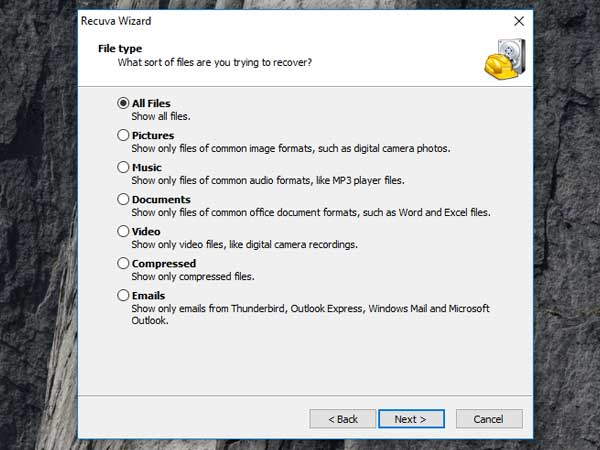 Recuva Wizard
File type
What sort of files are you trying to recover?
All Files
Show all files.
Pictures
Show only files of common image formats, such as digital camera photos.
Music
Show only files of common audio formats, like MP3 player files.
Documents
Show only files of common office document formats, such as Word and Excel files.
Video
Show only video files, like digital camera recordings.
Compressed
Show only compressed files.
Emails
Show only emails from Thunderbird, Outlook Express, Windows Mail and Microsoft
Outlook.
< Back
Next >
Cancel